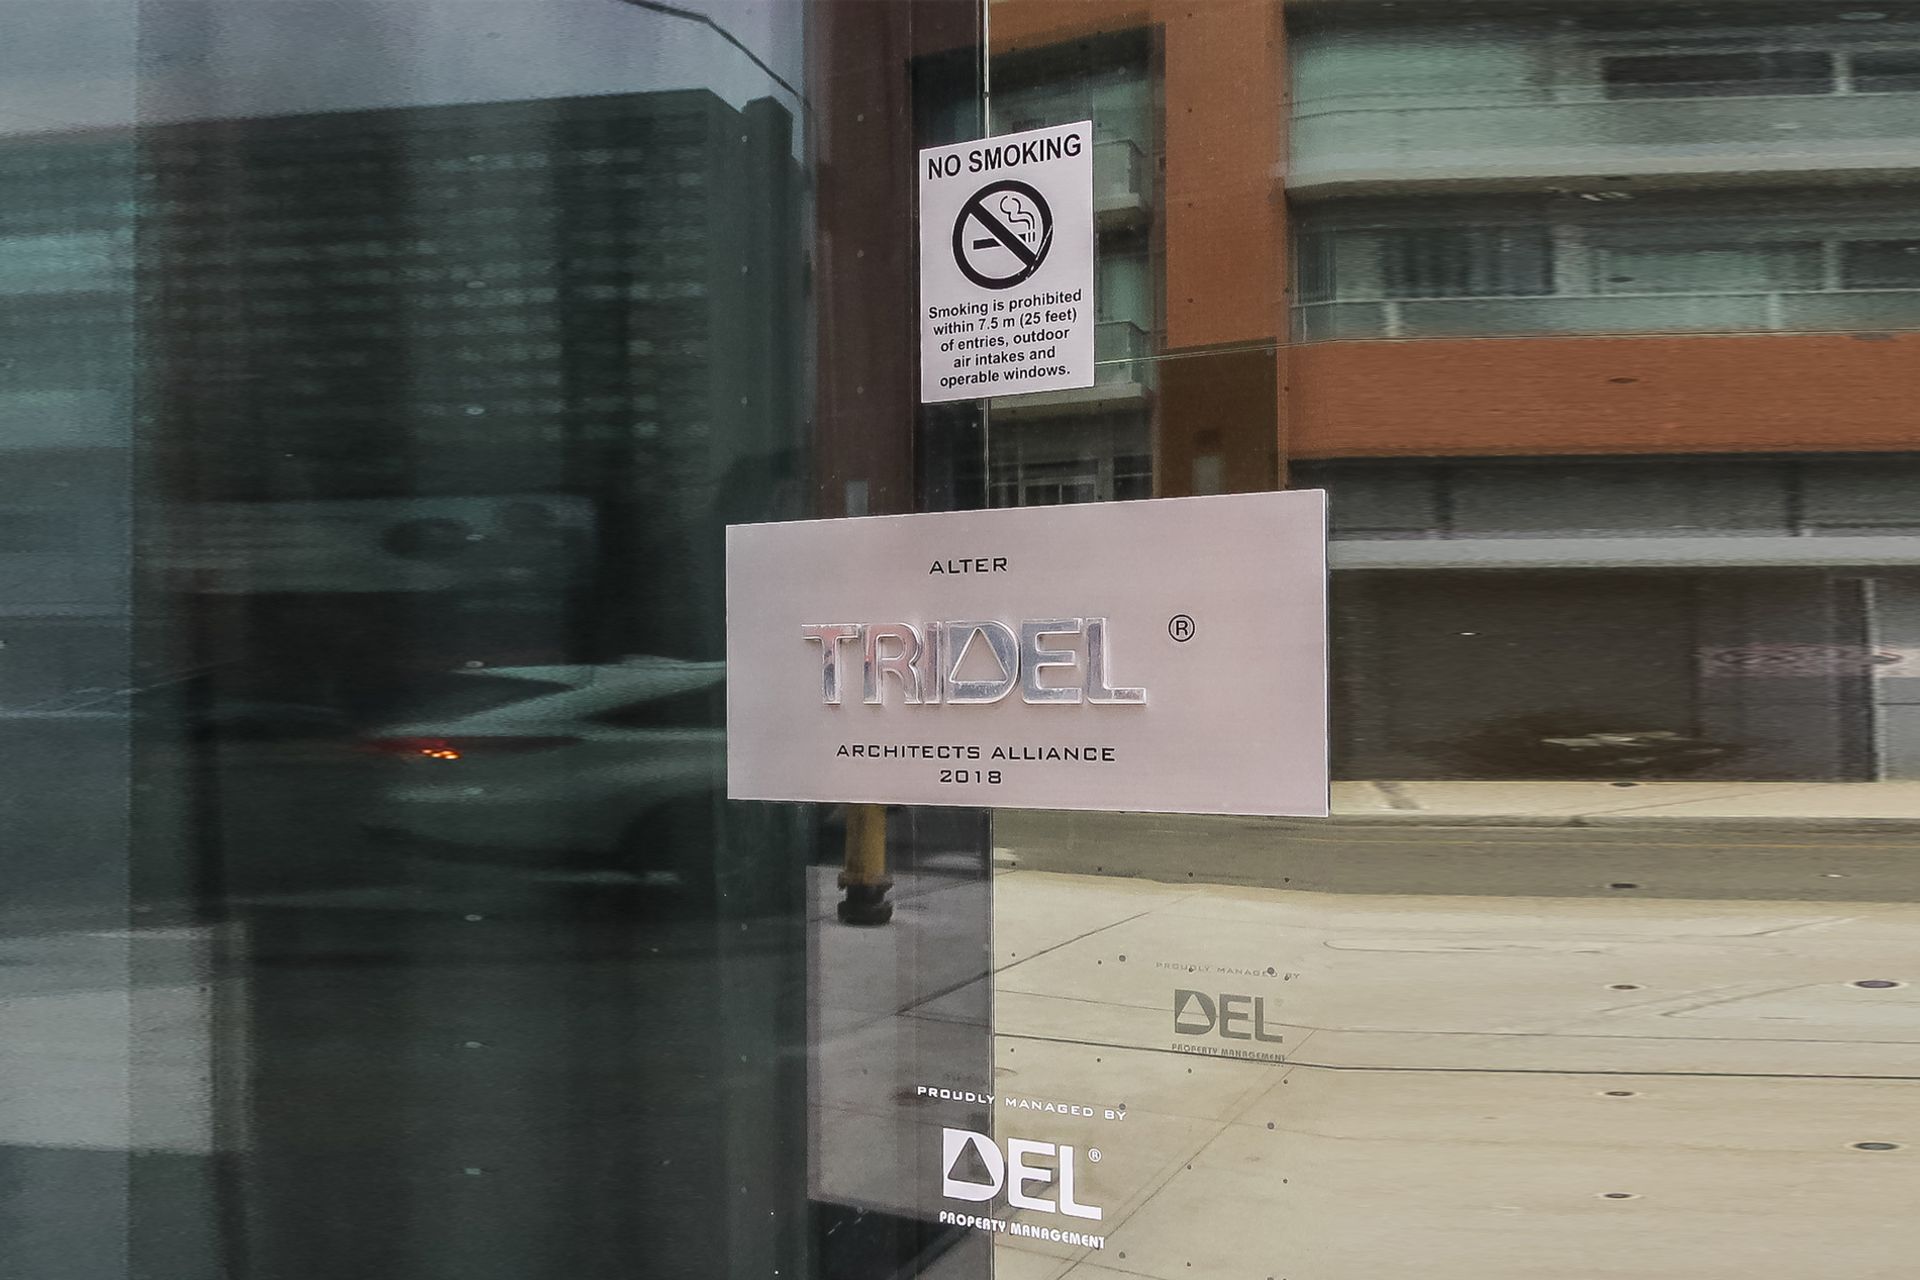 NO SMOKING
Smoking is prohibited
within 7.5 m (25 feet)
of entries, outdoor
air intakes and
operable windows.
ALTER
TRIDEL ®
ARCHITECTS ALLIANCE
2018
PROUDLY MANAGED BY
DEL
PROPERTY MANAGEMENT
PROUDLY MANAGED BY
DEL®
PROPERTY MANAGEMENT